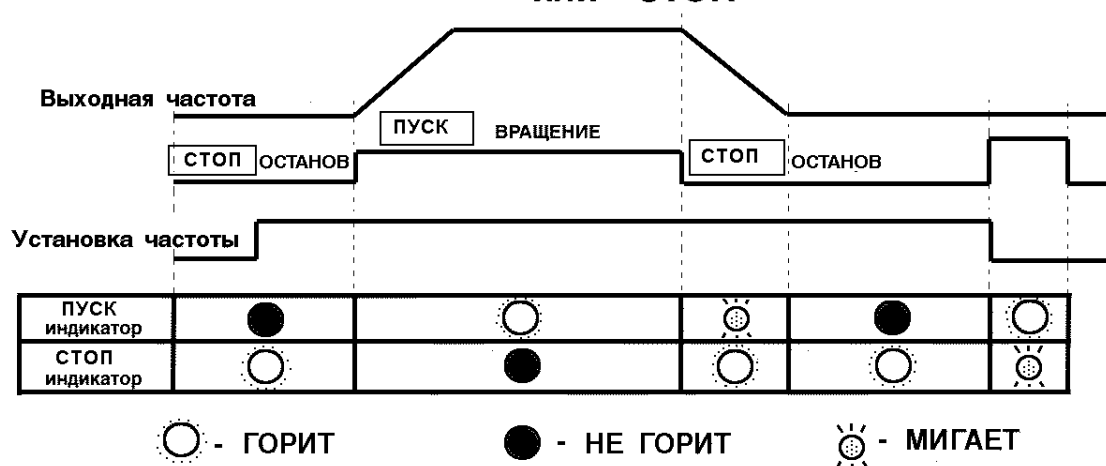 Выходная частота
ПУСК ВРАЩЕНИЕ
СТОП ОСТАНОВ
СТОП ОСТАНОВ
Установка частоты
ПУСК
индикатор
СТОП
индикатор
- ГОРИТ
- НЕ ГОРИТ
- МИГАЕТ